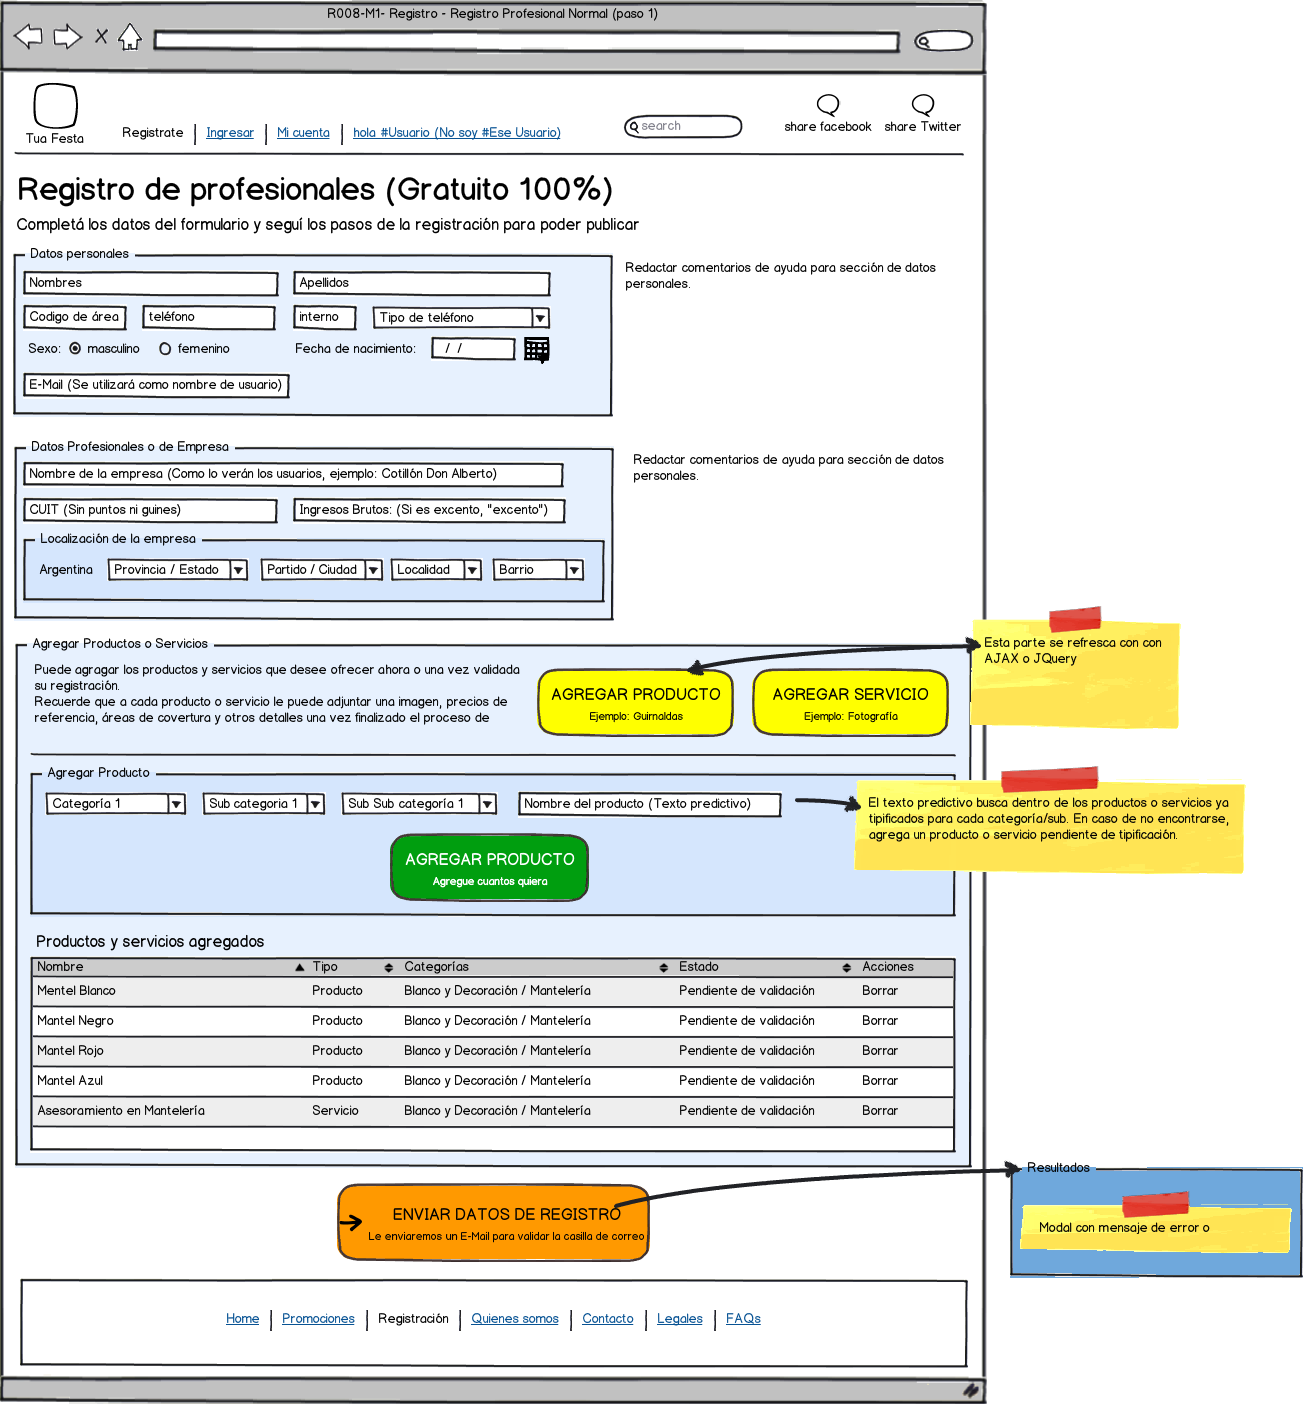 R008-M1- Registro - Registro Profesional Normal (paso 1)
Tua Festa
Registrate
Ingresar
Mi cuenta
hola #Usuario (No soy #Ese Usuario)
search
share facebook
share Twitter
Registro de profesionales (Gratuito 100%)
Completá los datos del formulario y seguí los pasos de la registración para poder publicar
Datos personales
Nombres
Apellidos
Codigo de área
teléfono
interno
Tipo de teléfono
Sexo:
masculino
femenino
Fecha de nacimiento:
/ /
E-Mail (Se utilizará como nombre de usuario)
Redactar comentarios de ayuda para sección de datos
personales.
Datos Profesionales o de Empresa
Nombre de la empresa (Como lo verán los usuarios, ejemplo: Cotillón Don Alberto)
CUIT (Sin puntos ni guines)
Ingresos Brutos: (Si es excento, "excento")
Localización de la empresa
Argentina
Provincia / Estado
Partido / Ciudad
Localidad
Barrio
Redactar comentarios de ayuda para sección de datos
personales.
Agregar Productos o Servicios
Puede agragar los productos y servicios que desee ofrecer ahora o una vez validada
su registración.
Recuerde que a cada producto o servicio le puede adjuntar una imagen, precios de
referencia, áreas de covertura y otros detalles una vez finalizado el proceso de
AGREGAR PRODUCTO
Ejemplo: Guirnaldas
AGREGAR SERVICIO
Ejemplo: Fotografía
Esta parte se refresca con con
AJAX o JQuery
Agregar Producto
Categoría 1
Sub categoria 1
Sub Sub categoría 1
Nombre del producto (Texto predictivo)
El texto predictivo busca dentro de los productos o servicios ya
tipificados para cada categoría/sub. En caso de no encontrarse,
agrega un producto o servicio pendiente de tipificación.
AGREGAR PRODUCTO
Agregue cuantos quiera
Productos y servicios agregados
Nombre Tipo Categorías Estado Acciones
Mentel Blanco Producto Blanco y Decoración / Mantelería Pendiente de validación Borrar
Mantel Negro Producto Blanco y Decoración / Mantelería Pendiente de validación Borrar
Mantel Rojo Producto Blanco y Decoración / Mantelería Pendiente de validación Borrar
Mantel Azul Producto Blanco y Decoración / Mantelería Pendiente de validación Borrar
Asesoramiento en Mantelería Servicio Blanco y Decoración / Mantelería Pendiente de validación Borrar
ENVIAR DATOS DE REGISTRO
Le enviaremos un E-Mail para validar la casilla de correo
Resultados
Modal con mensaje de error o
Home
Promociones
Registración
Quienes somos
Contacto
Legales
FAQs